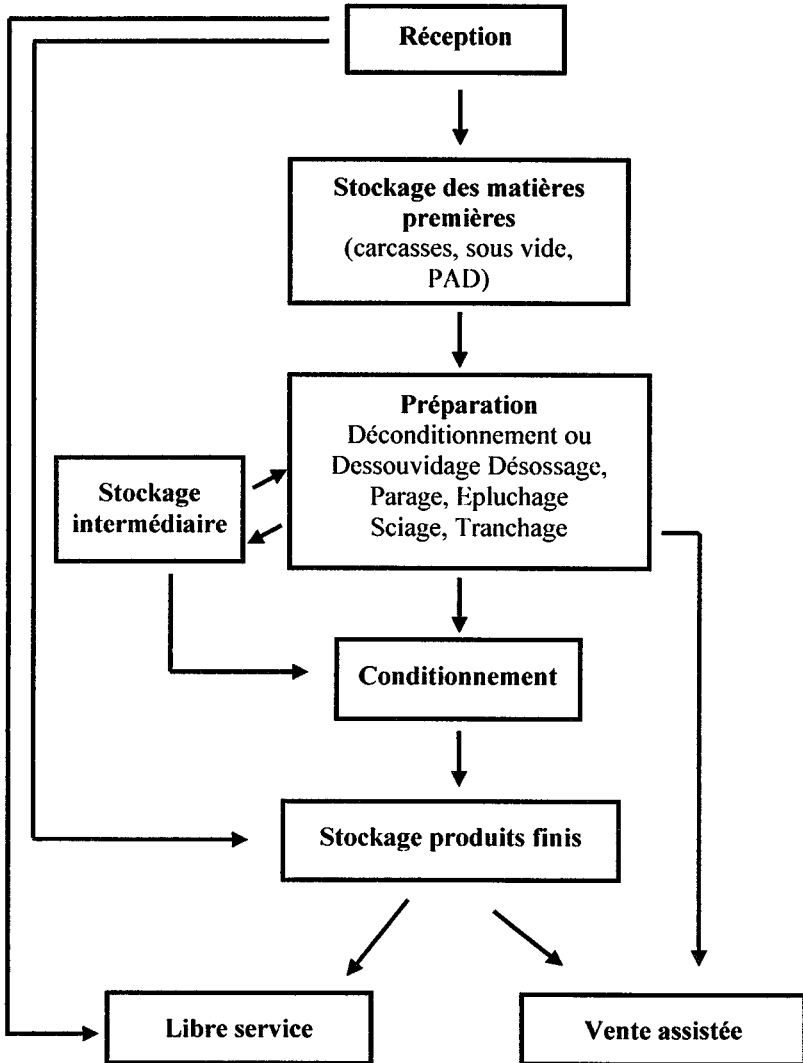 Réception
Stockage des matières
premières
(carcasses, sous vide,
PAD)
Préparation
Déconditionnement ou
Dessouvidage Désossage,
Parage, Epluchage
Sciage, Tranchage
Stockage
intermédiaire
Conditionnement
Stockage produits finis
Libre service
Vente assistée